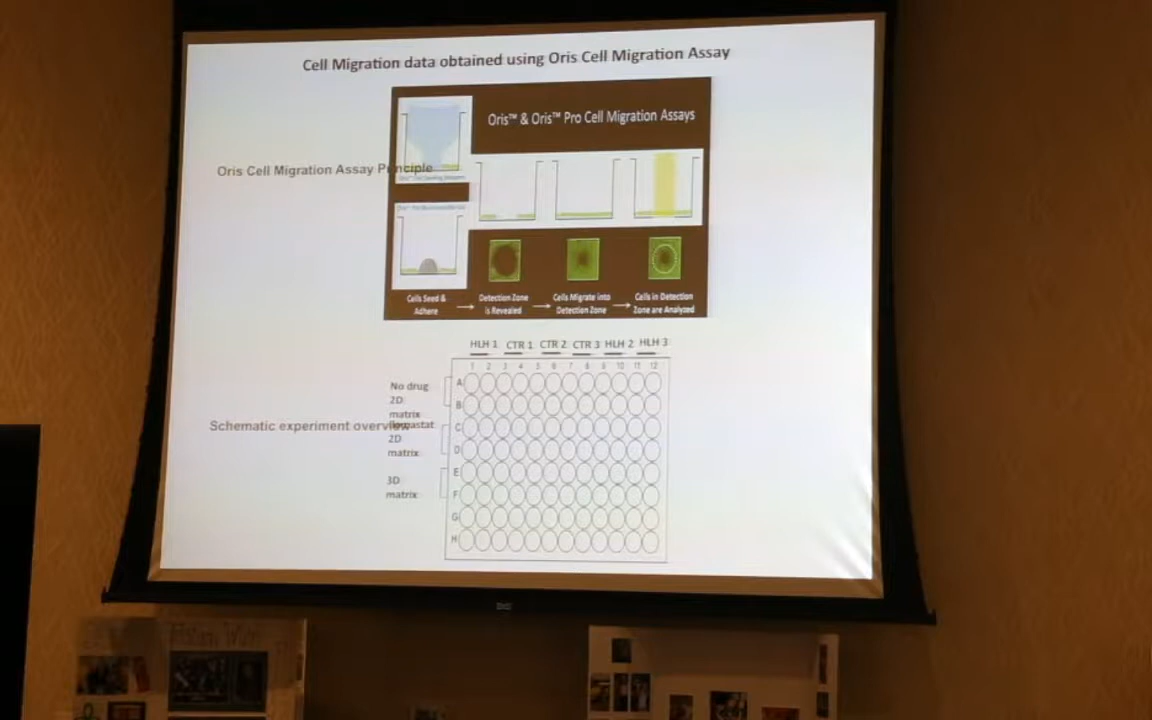 Cell Migration data obtained using Oris Cell Migration Assay
Oris™ & Oris™ Pro Cell Migration Assays
Oris Cell Migration Assay Principle
Cells Seed &
Adhere
Detection Zone
is Revealed
Cells Migrate into
Detection Zone
Cells in Detection
Zone are Analyzed
HLH 1 CTR 1 CTR 2 CTR 3 HLH 2 HLH 3
1 2 3 4 5 6 7 8 9 10 11 12
No drug
2D
matrix
2D
matrix
3D
matrix
Schematic experiment overview
A
B
C
D
E
F
G
H